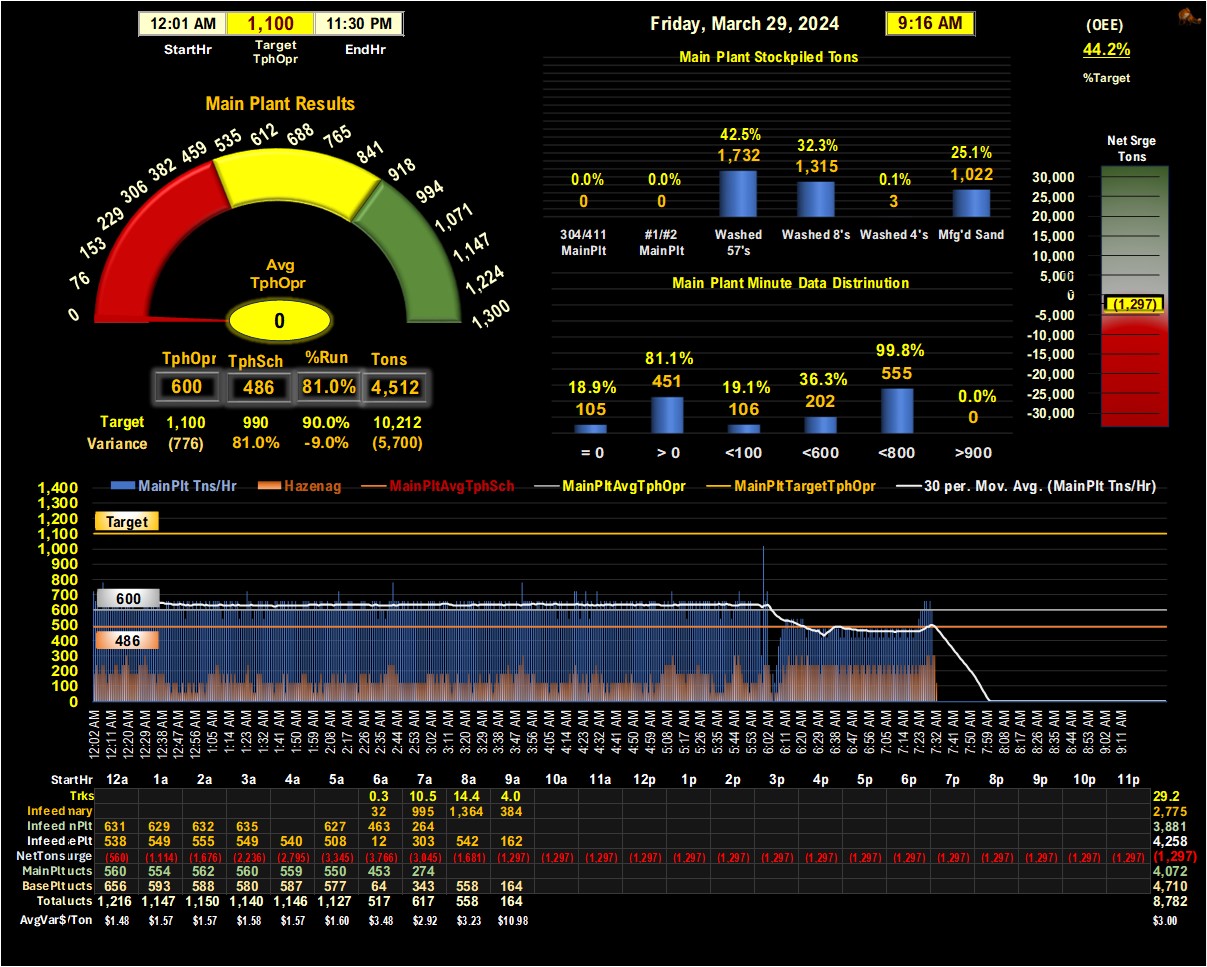 12:01 AM 1,100 11:30 PM
StartHr Target TphOpr EndHr
Friday, March 29, 2024 9:16 AM
(OEE)
44.2%
%Target
Main Plant Results
0 76 153 229 306 382 459 535 612 688 765 841 918 994 1,071 1,147 1,224 1,300
Avg
TphOpr
0
TphOpr TphSch %Run Tons
600 486 81.0% 4,512
Target 1,100 990 90.0% 10,212
Variance (776) 81.0% -9.0% (5,700)
Main Plant Stockpiled Tons
0.0% 0.0% 42.5% 32.3% 0.1% 25.1%
0 0 1,732 1,315 3 1,022
304/411 MainPlt #1/#2 MainPlt Washed 57's Washed 8's Washed 4's Mfg'd Sand
Main Plant Minute Data Distrinution
18.9% 81.1% 19.1% 36.3% 99.8% 0.0%
105 451 106 202 555 0
= 0 > 0 <100 <600 <800 >900
Net Srge
Tons
30,000
25,000
20,000
15,000
10,000
5,000
0
(1,297)
-5,000
-10,000
-15,000
-20,000
-25,000
-30,000
MainPlt Tns/Hr Hazenag MainPltAvgTphSch MainPltAvgTphOpr MainPltTargetTphOpr 30 per. Mov. Avg. (MainPlt Tns/Hr)
1,400
1,300
1,200
1,100
1,000
900
800
700
600
500
400
300
200
100
0
Target
600
486
12:02 AM 12:11 AM 12:20 AM 12:29 AM 12:38 AM 12:47 AM 12:56 AM 1:05 AM 1:14 AM 1:23 AM 1:32 AM 1:41 AM 1:50 AM 1:59 AM 2:08 AM 2:17 AM 2:26 AM 2:35 AM 2:44 AM 2:53 AM 3:02 AM 3:11 AM 3:20 AM 3:29 AM 3:38 AM 3:47 AM 3:56 AM 4:05 AM 4:14 AM 4:23 AM 4:32 AM 4:41 AM 4:50 AM 4:59 AM 5:08 AM 5:17 AM 5:26 AM 5:35 AM 5:44 AM 5:53 AM 6:02 AM 6:11 AM 6:20 AM 6:29 AM 6:38 AM 6:47 AM 6:56 AM 7:05 AM 7:14 AM 7:23 AM 7:32 AM 7:41 AM 7:50 AM 7:59 AM 8:08 AM 8:17 AM 8:26 AM 8:35 AM 8:44 AM 8:53 AM 9:02 AM 9:11 AM
StartHr 12a 1a 2a 3a 4a 5a 6a 7a 8a 9a 10a 11a 12p 1p 2p 3p 4p 5p 6p 7p 8p 9p 10p 11p
Trks 0.3 10.5 14.4 4.0 29.2
Infeed nary 32 995 1,364 384 2,775
Infeed nPlt 631 629 632 635 627 463 264 3,881
Infeed ePlt 538 549 555 549 540 508 12 303 542 162 4,258
NetTons urge (560) (1,114) (1,676) (2,236) (2,795) (3,345) (3,766) (3,045) (1,681) (1,297) (1,297) (1,297) (1,297) (1,297) (1,297) (1,297) (1,297) (1,297) (1,297) (1,297) (1,297) (1,297) (1,297) (1,297) (1,297)
MainPlt ucts 560 554 562 560 559 550 453 274 4,072
BasePlt ucts 656 593 588 580 587 577 64 343 558 164 4,710
Total ucts 1,216 1,147 1,150 1,140 1,146 1,127 517 617 558 164 8,782
AvgVar$/Ton $1.48 $1.57 $1.57 $1.58 $1.57 $1.60 $3.48 $2.92 $3.23 $10.98 $3.00